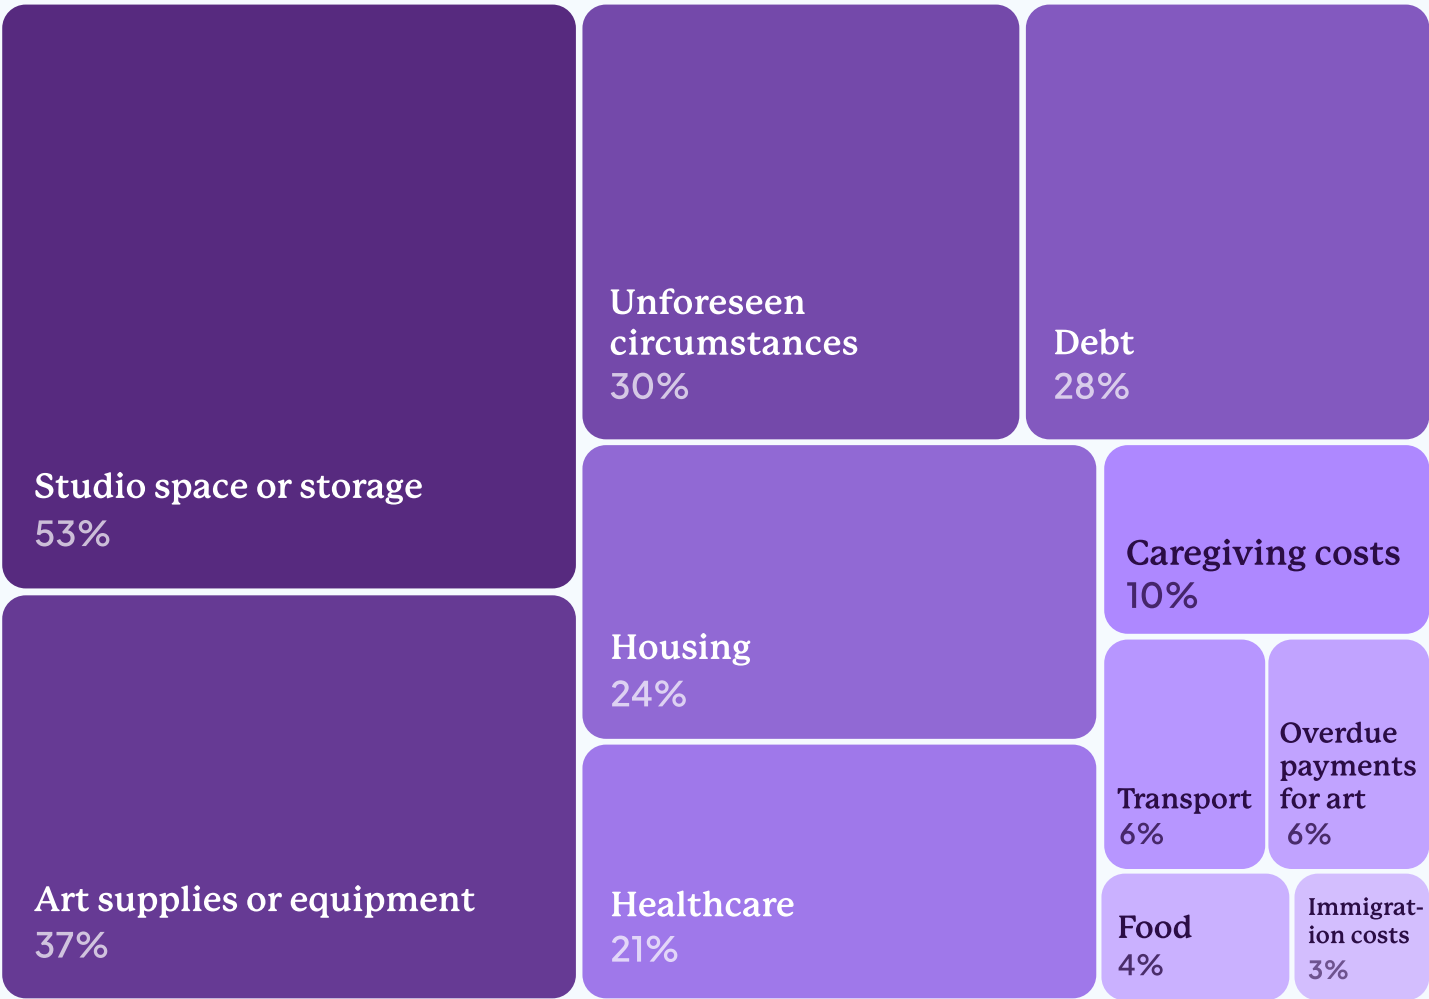 Studio space or storage
53%
Art supplies or equipment
37%
Unforeseen
circumstances
30%
Debt
28%
Housing
24%
Healthcare
21%
Caregiving costs
10%
Transport
6%
Overdue
payments
for art
6%
Food
4%
Immigrat-
ion costs
3%